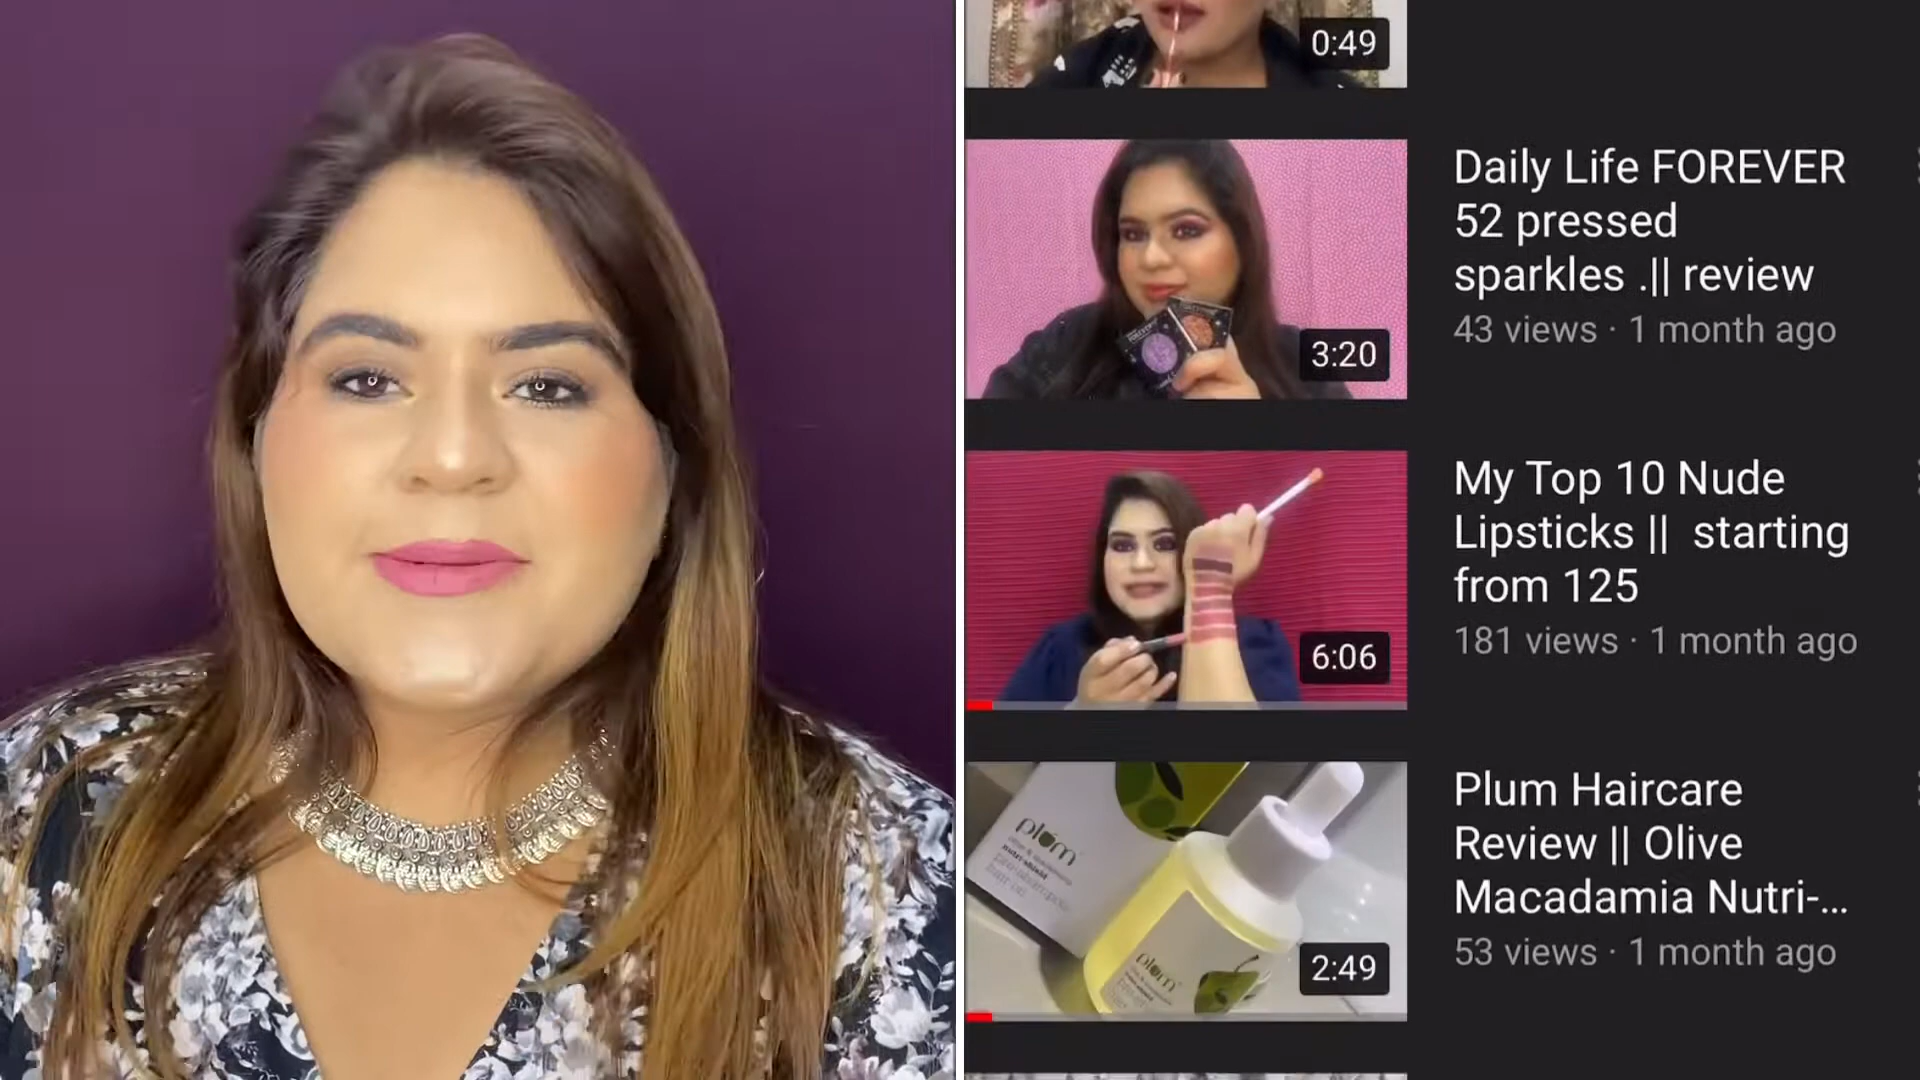 0:49
Daily Life FOREVER
52 pressed
sparkles .|| review
43 views · 1 month ago
3:20
My Top 10 Nude
Lipsticks || starting
from 125
181 views · 1 month ago
6:06
Plum Haircare
Review || Olive
Macadamia Nutri-...
53 views · 1 month ago
plum
plum
2:49